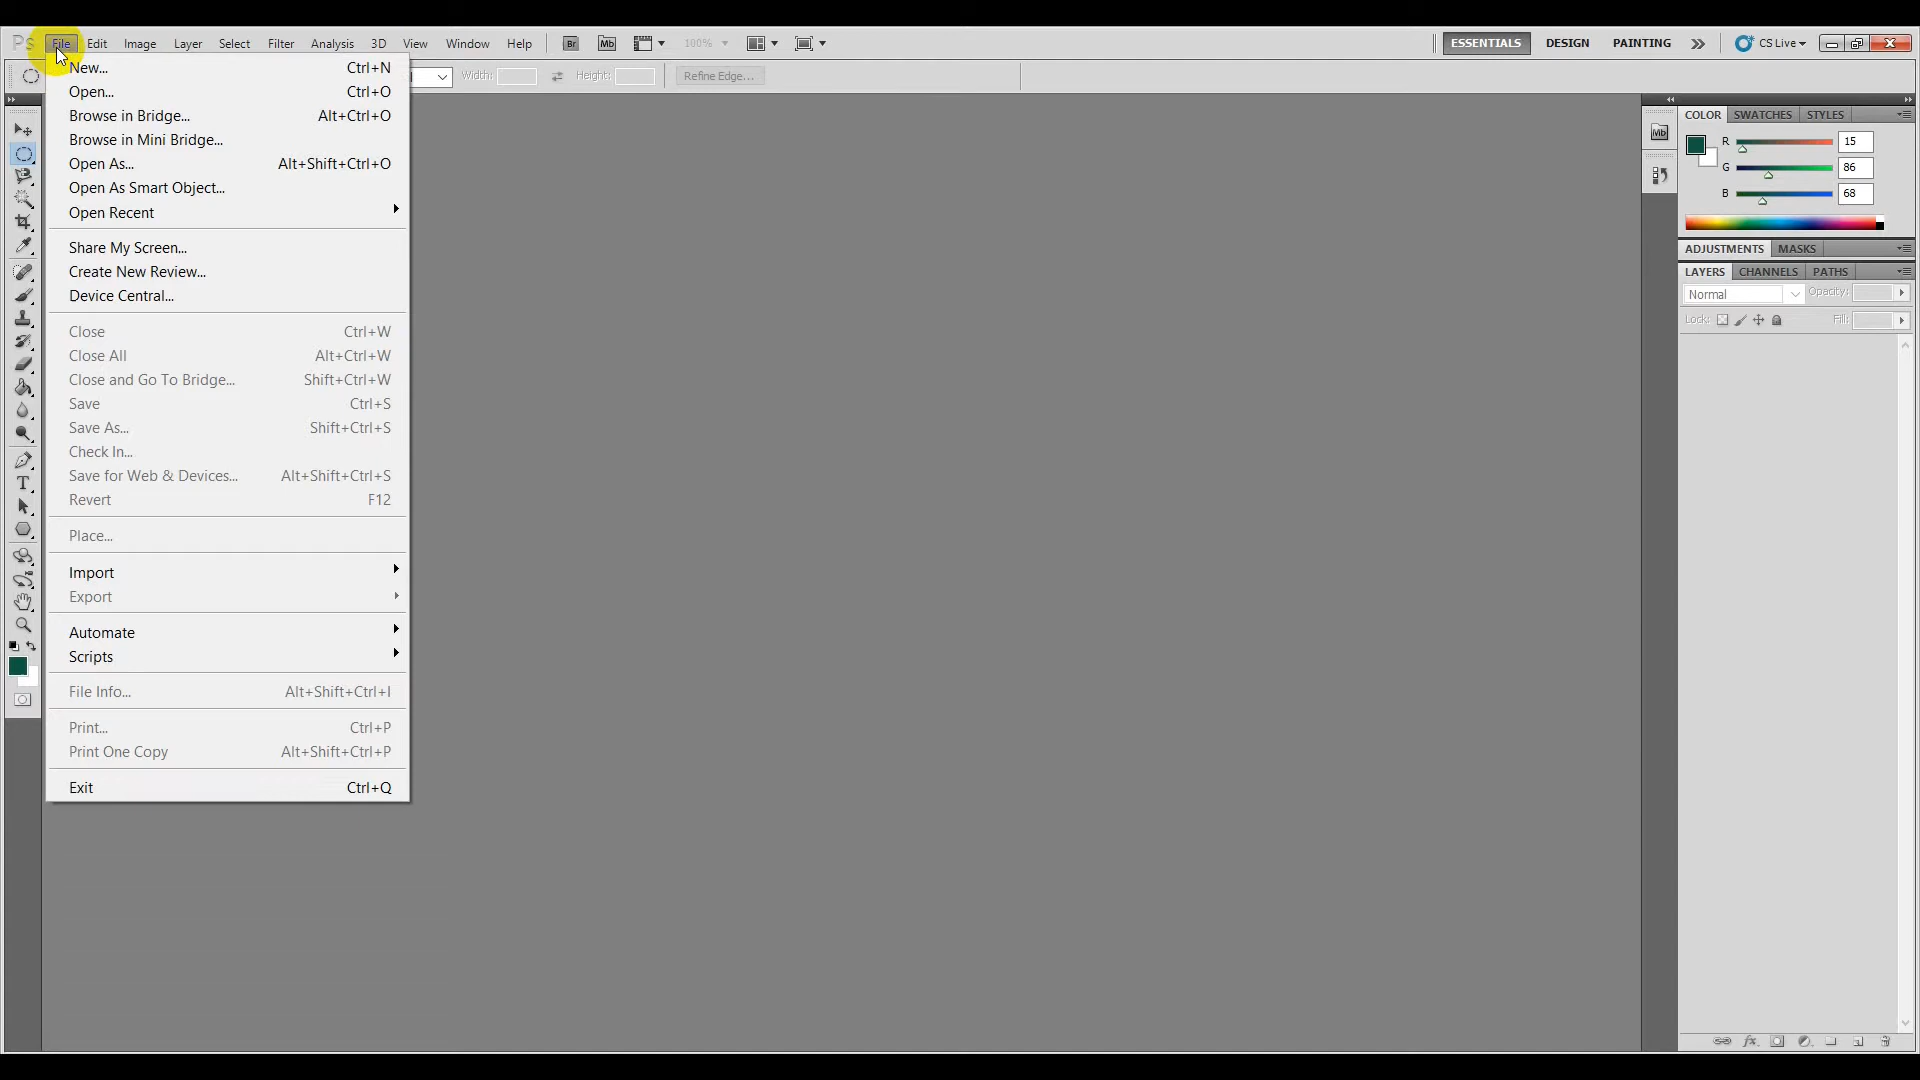 Ps File Edit Image Layer Select Filter Analysis 3D View Window Help Br Mb 100% ESSENTIALS DESIGN PAINTING CS Live
Width: Height: Refine Edge...
New... Ctrl+N
Open... Ctrl+O
Browse in Bridge... Alt+Ctrl+O
Browse in Mini Bridge...
Open As... Alt+Shift+Ctrl+O
Open As Smart Object...
Open Recent
Share My Screen...
Create New Review...
Device Central...
Close Ctrl+W
Close All Alt+Ctrl+W
Close and Go To Bridge... Shift+Ctrl+W
Save Ctrl+S
Save As... Shift+Ctrl+S
Check In...
Save for Web & Devices... Alt+Shift+Ctrl+S
Revert F12
Place...
Import
Export
Automate
Scripts
File Info... Alt+Shift+Ctrl+I
Print... Ctrl+P
Print One Copy Alt+Shift+Ctrl+P
Exit Ctrl+Q
T
Mb
COLOR SWATCHES STYLES
R 15
G 86
B 68
ADJUSTMENTS MASKS
LAYERS CHANNELS PATHS
Normal Opacity:
Lock: Fill:
fx